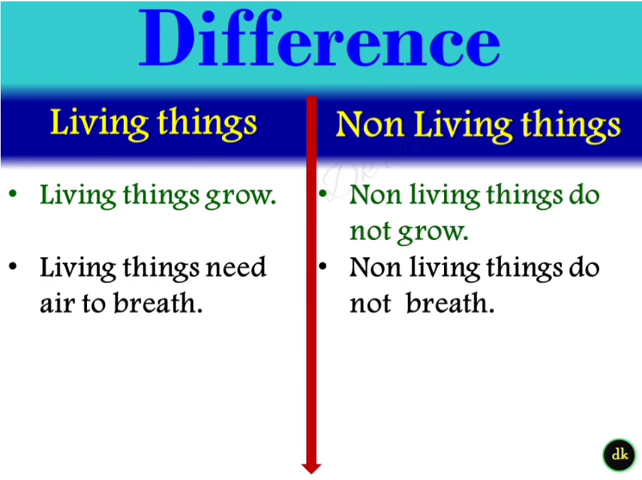 Difference
Living things
Non Living things
• Living things grow.
• Non living things do
not grow.
• Living things need
air to breath.
• Non living things do
not breath.
dk